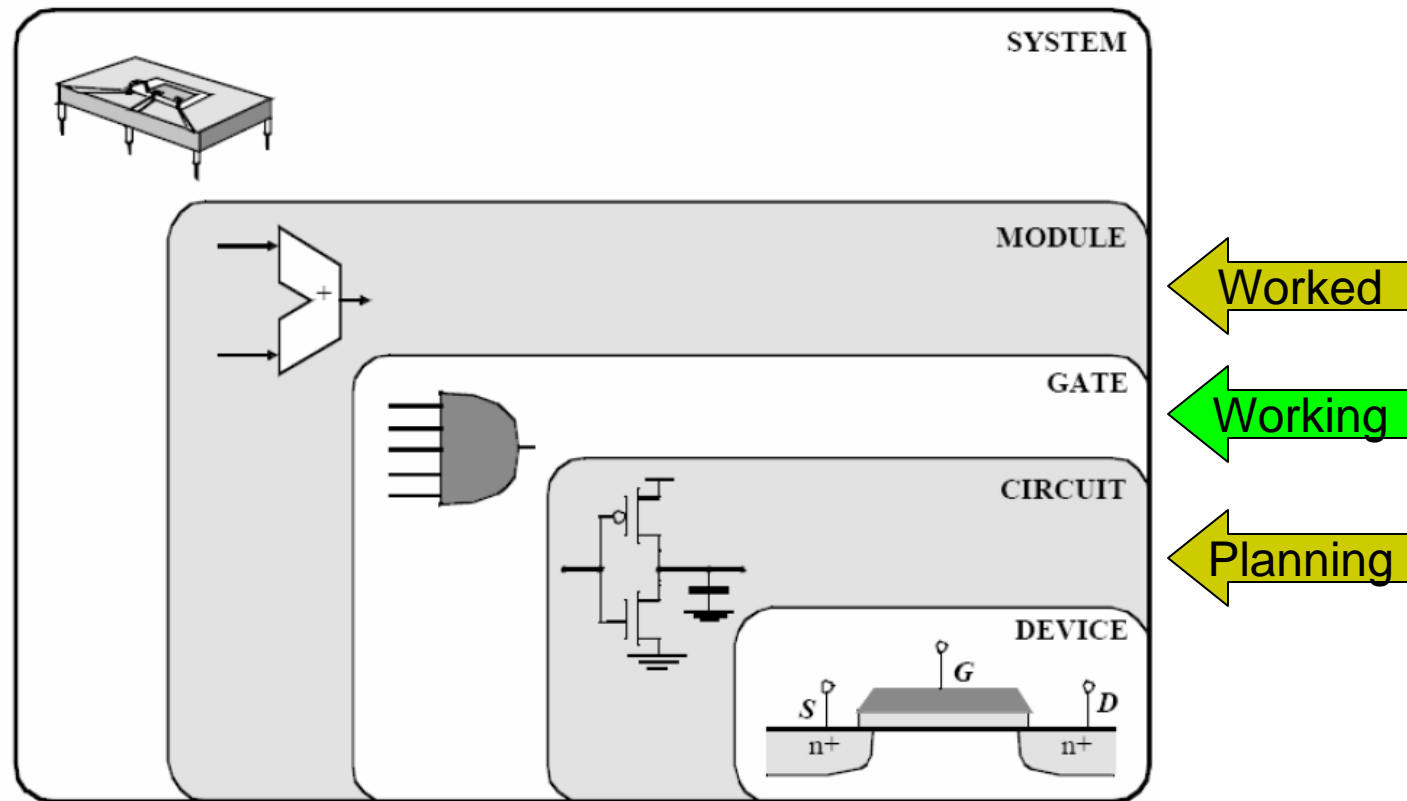 SYSTEM
MODULE
Worked
+
GATE
Working
CIRCUIT
Planning
DEVICE
G
S
D
n+
n+